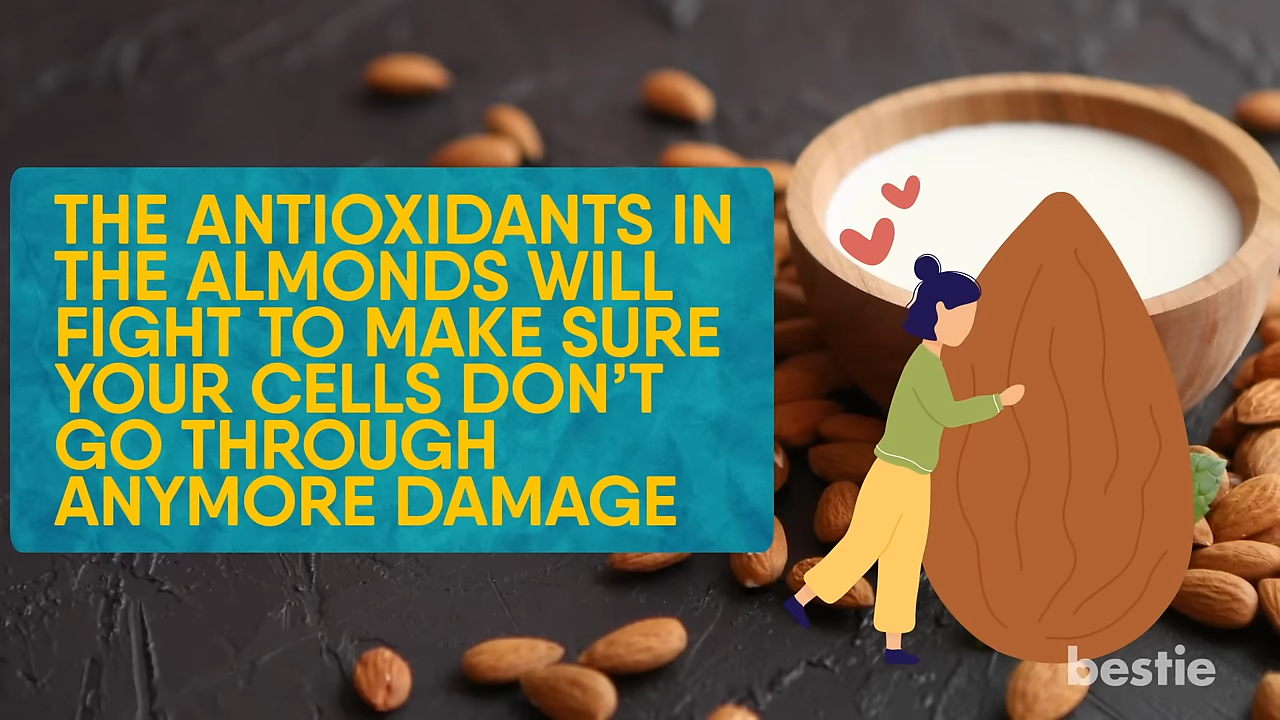 THE ANTIOXIDANTS IN
THE ALMONDS WILL
FIGHT TO MAKE SURE
YOUR CELLS DON’T
GO THROUGH
ANYMORE DAMAGE
bestie